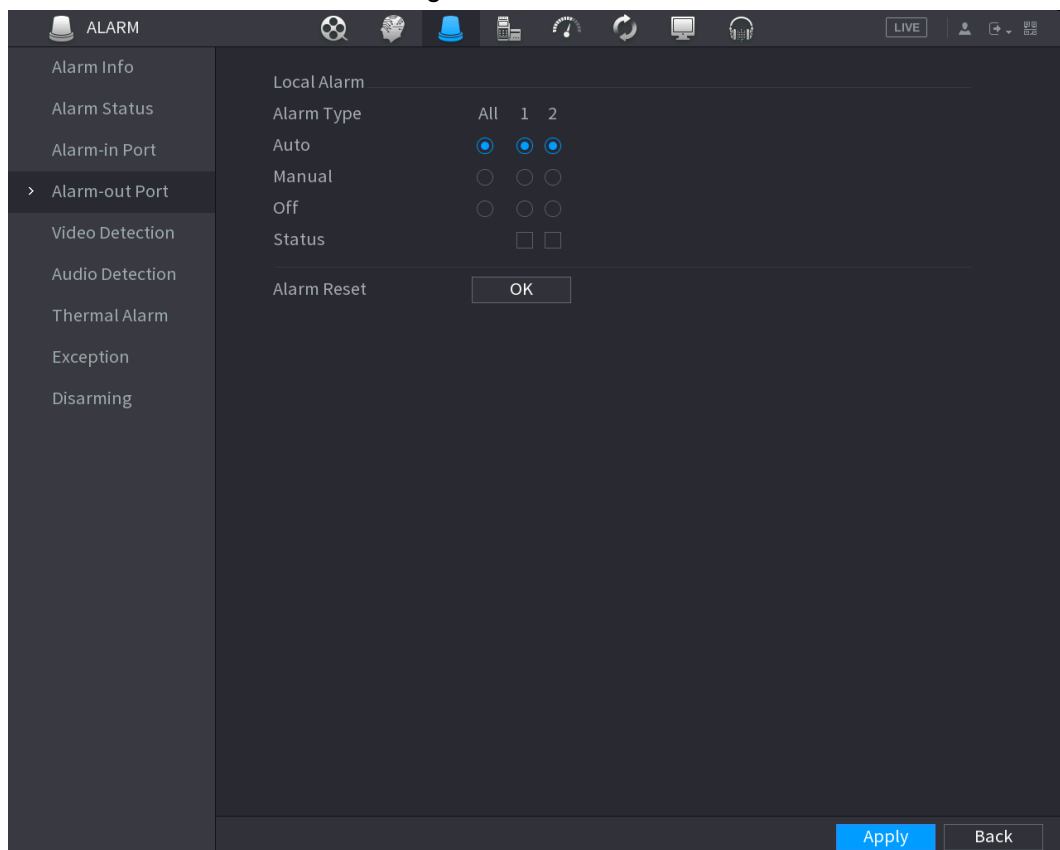 ALARM
LIVE
Alarm Info
Alarm Status
Alarm-in Port
Alarm-out Port
Video Detection
Audio Detection
Thermal Alarm
Exception
Disarming
Local Alarm
Alarm Type All 1 2
Auto
Manual
Off
Status
Alarm Reset OK
Apply Back